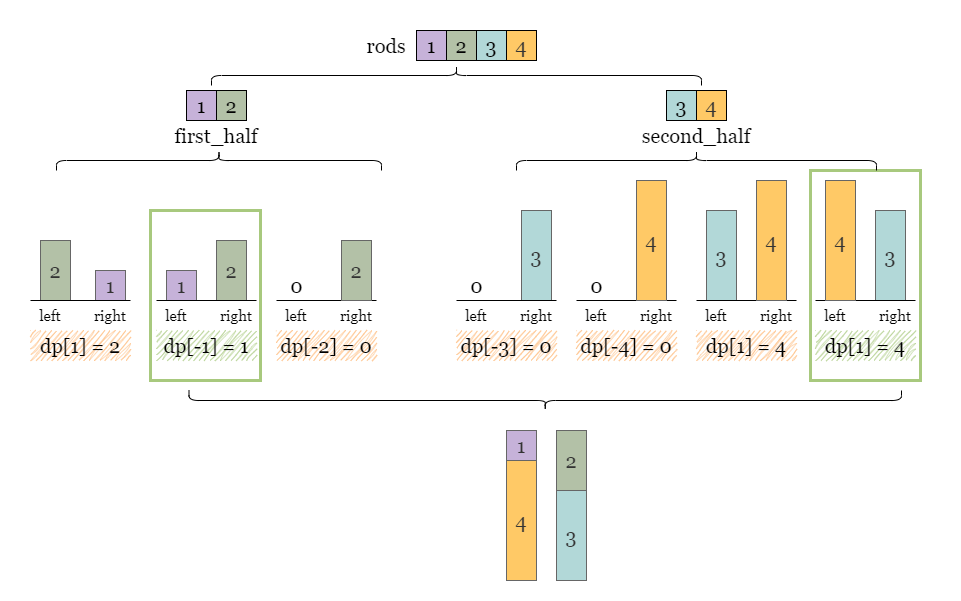 rods 1 2 3 4
1 2
3 4
first_half
second_half
2 1
1 2
0 2
0 3
0 4
3 4
4 3
left right
left right
left right
left right
left right
left right
left right
dp[1] = 2
dp[-1] = 1
dp[-2] = 0
dp[-3] = 0
dp[-4] = 0
dp[1] = 4
dp[1] = 4
1 2
4 3